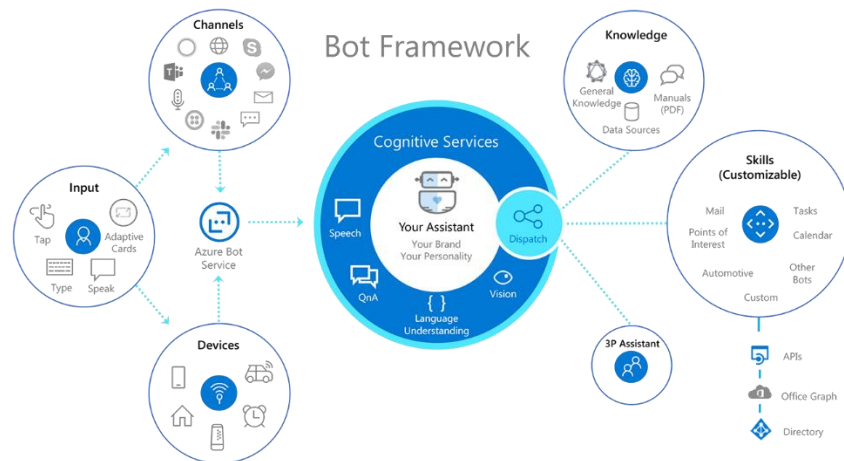 Bot Framework
Channels
Input
Tap
Adaptive
Cards
Type
Speak
Azure Bot
Service
Devices
Cognitive Services
Your Assistant
Your Brand
Your Personality
Speech
QnA
{ }
Language
Understanding
Vision
Dispatch
Knowledge
General
Knowledge
Manuals
(PDF)
Data Sources
Skills
(Customizable)
Mail
Tasks
Points of
Interest
Calendar
Automotive
Other
Bots
Custom
3P Assistant
APIs
Office Graph
Directory